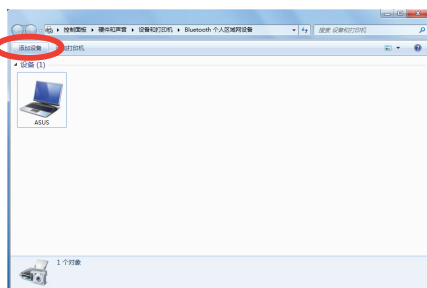 控制面板 ▸ 硬件和声音 ▸ 设备和打印机 ▸ Bluetooth 个人区域网设备
搜索 设备和打印机
添加设备 打印机
设备 (1)
ASUS
1 个对象